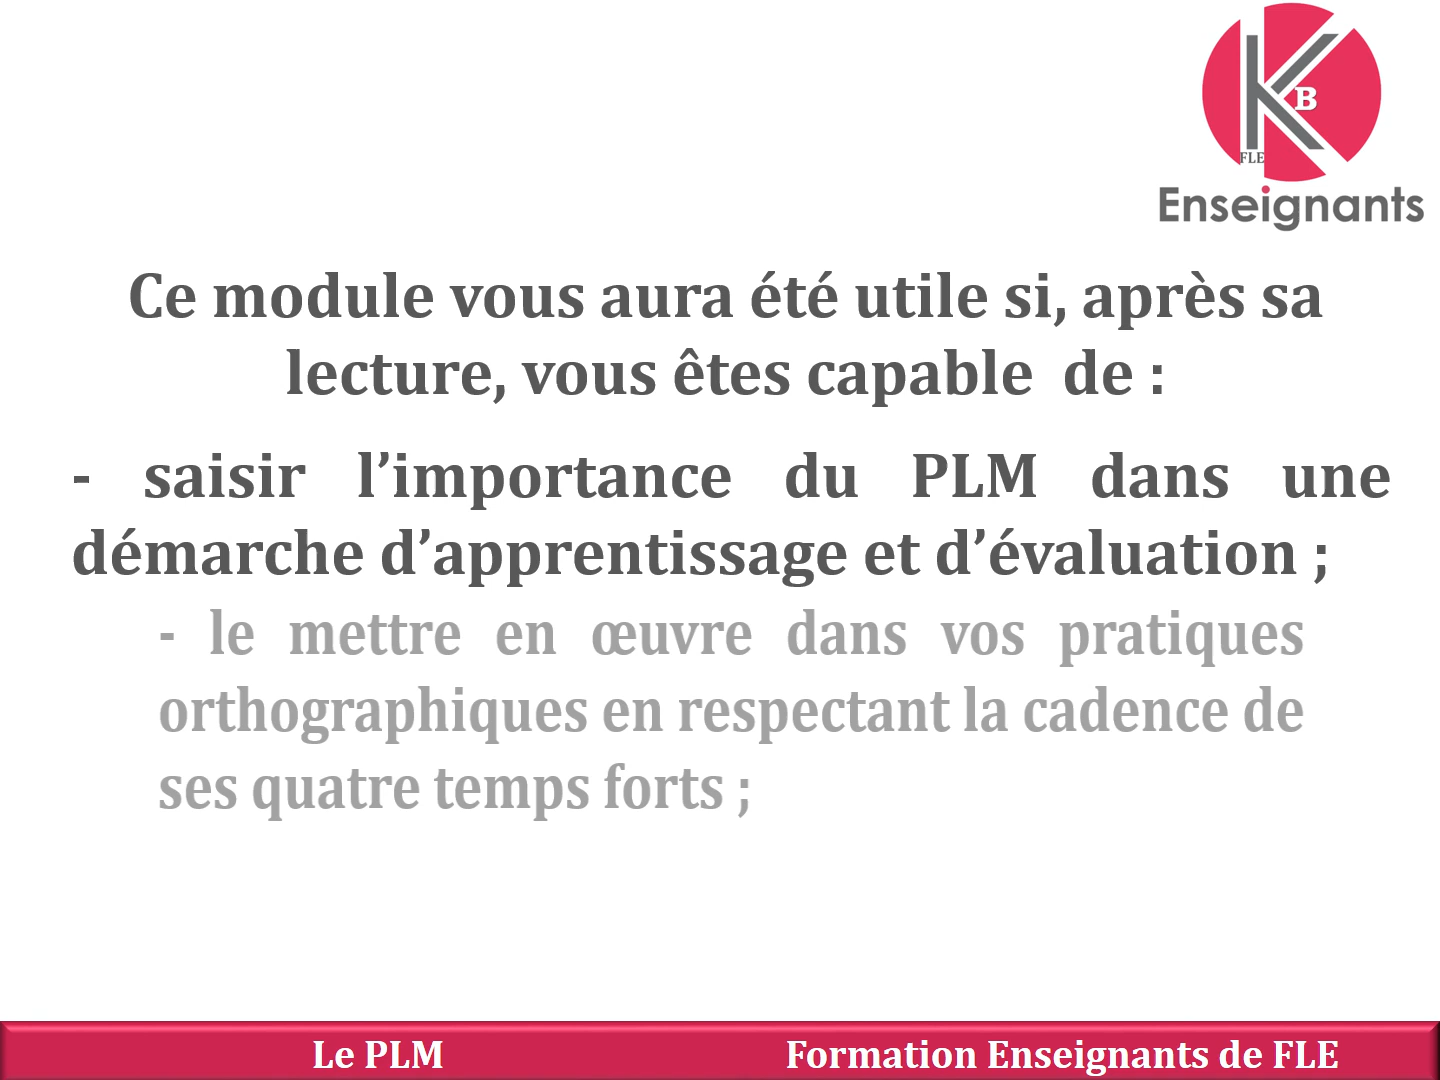 K
B
FLE
Enseignants
Ce module vous aura été utile si, après sa
lecture, vous êtes capable de :
- saisir l’importance du PLM dans une
démarche d’apprentissage et d’évaluation ;
- le mettre en œuvre dans vos pratiques
orthographiques en respectant la cadence de
ses quatre temps forts ;
Le PLM
Formation Enseignants de FLE